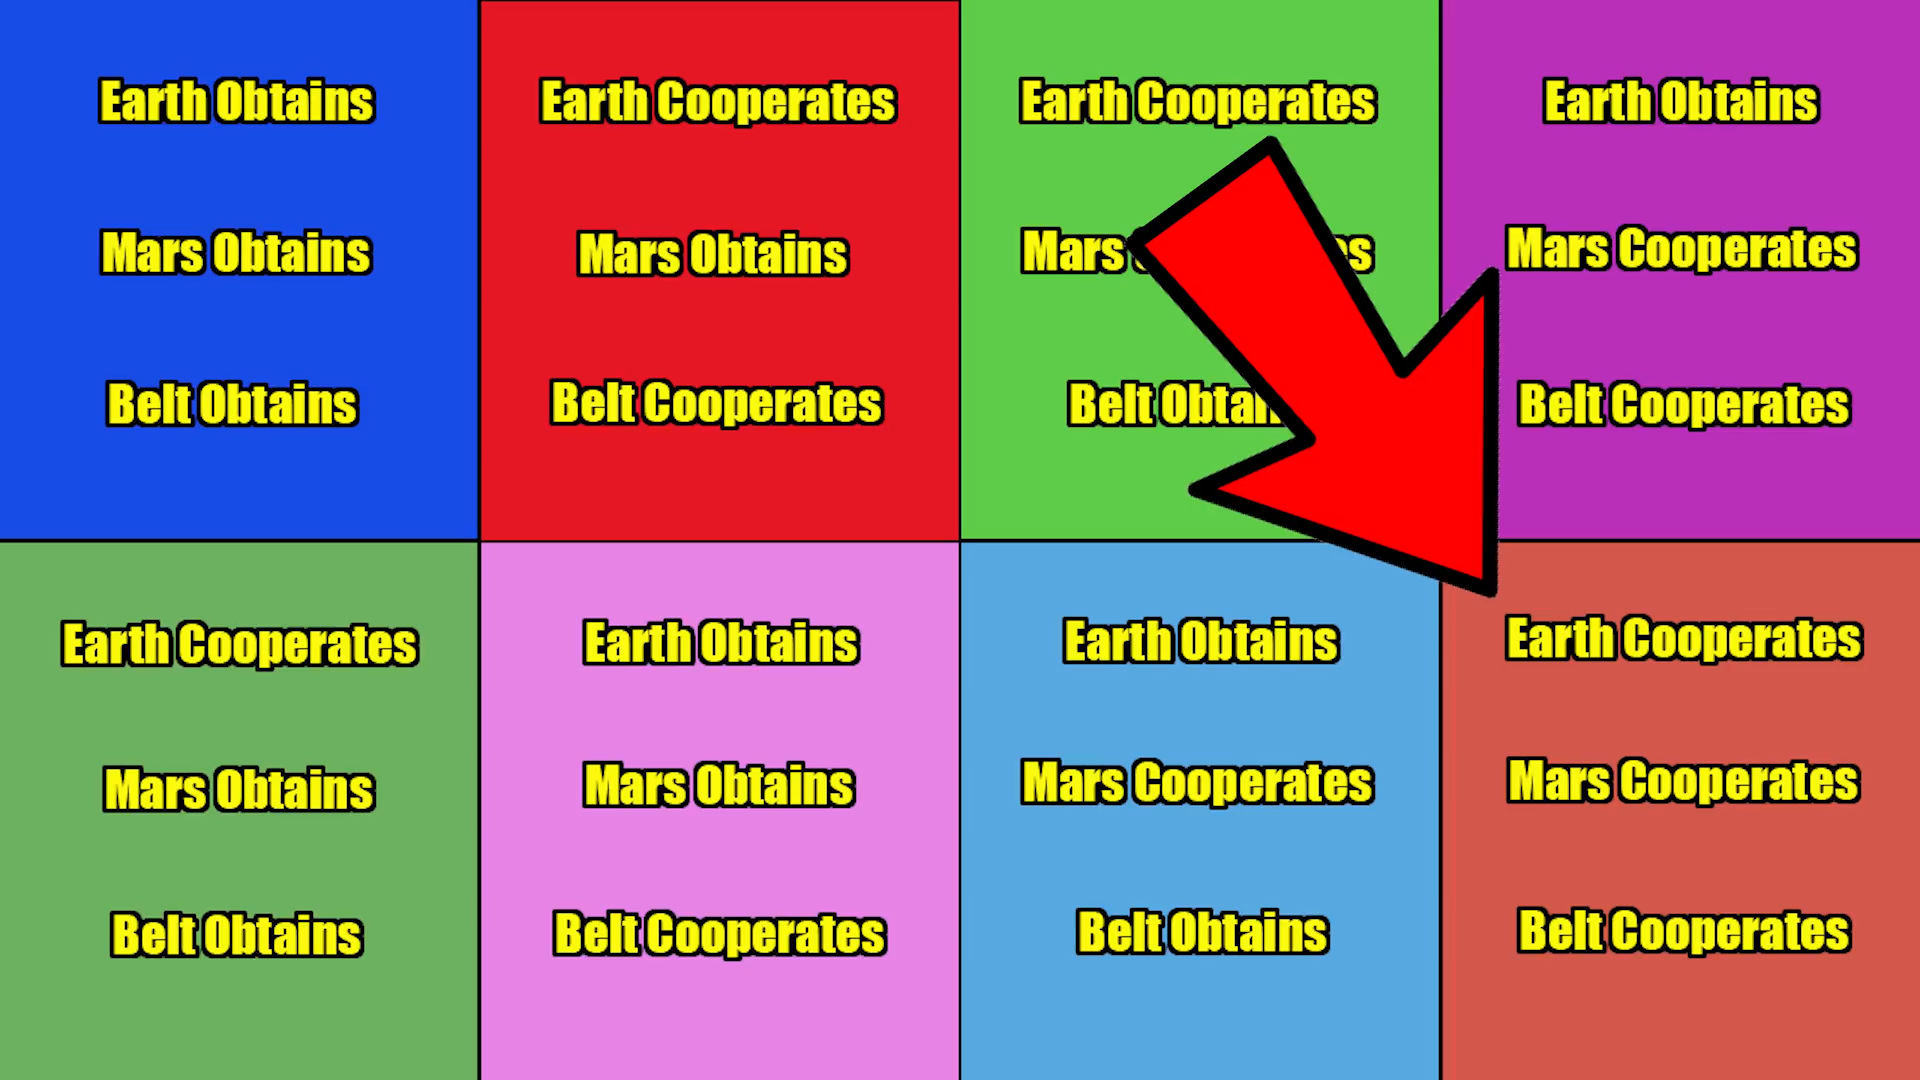 Earth Obtains
Mars Obtains
Belt Obtains
Earth Cooperates
Mars Obtains
Belt Cooperates
Earth Cooperates
Mars
Belt
Earth Obtains
Mars Cooperates
Belt Cooperates
Earth Cooperates
Mars Obtains
Belt Obtains
Earth Obtains
Mars Obtains
Belt Cooperates
Earth Obtains
Mars Cooperates
Belt Obtains
Earth Cooperates
Mars Cooperates
Belt Cooperates